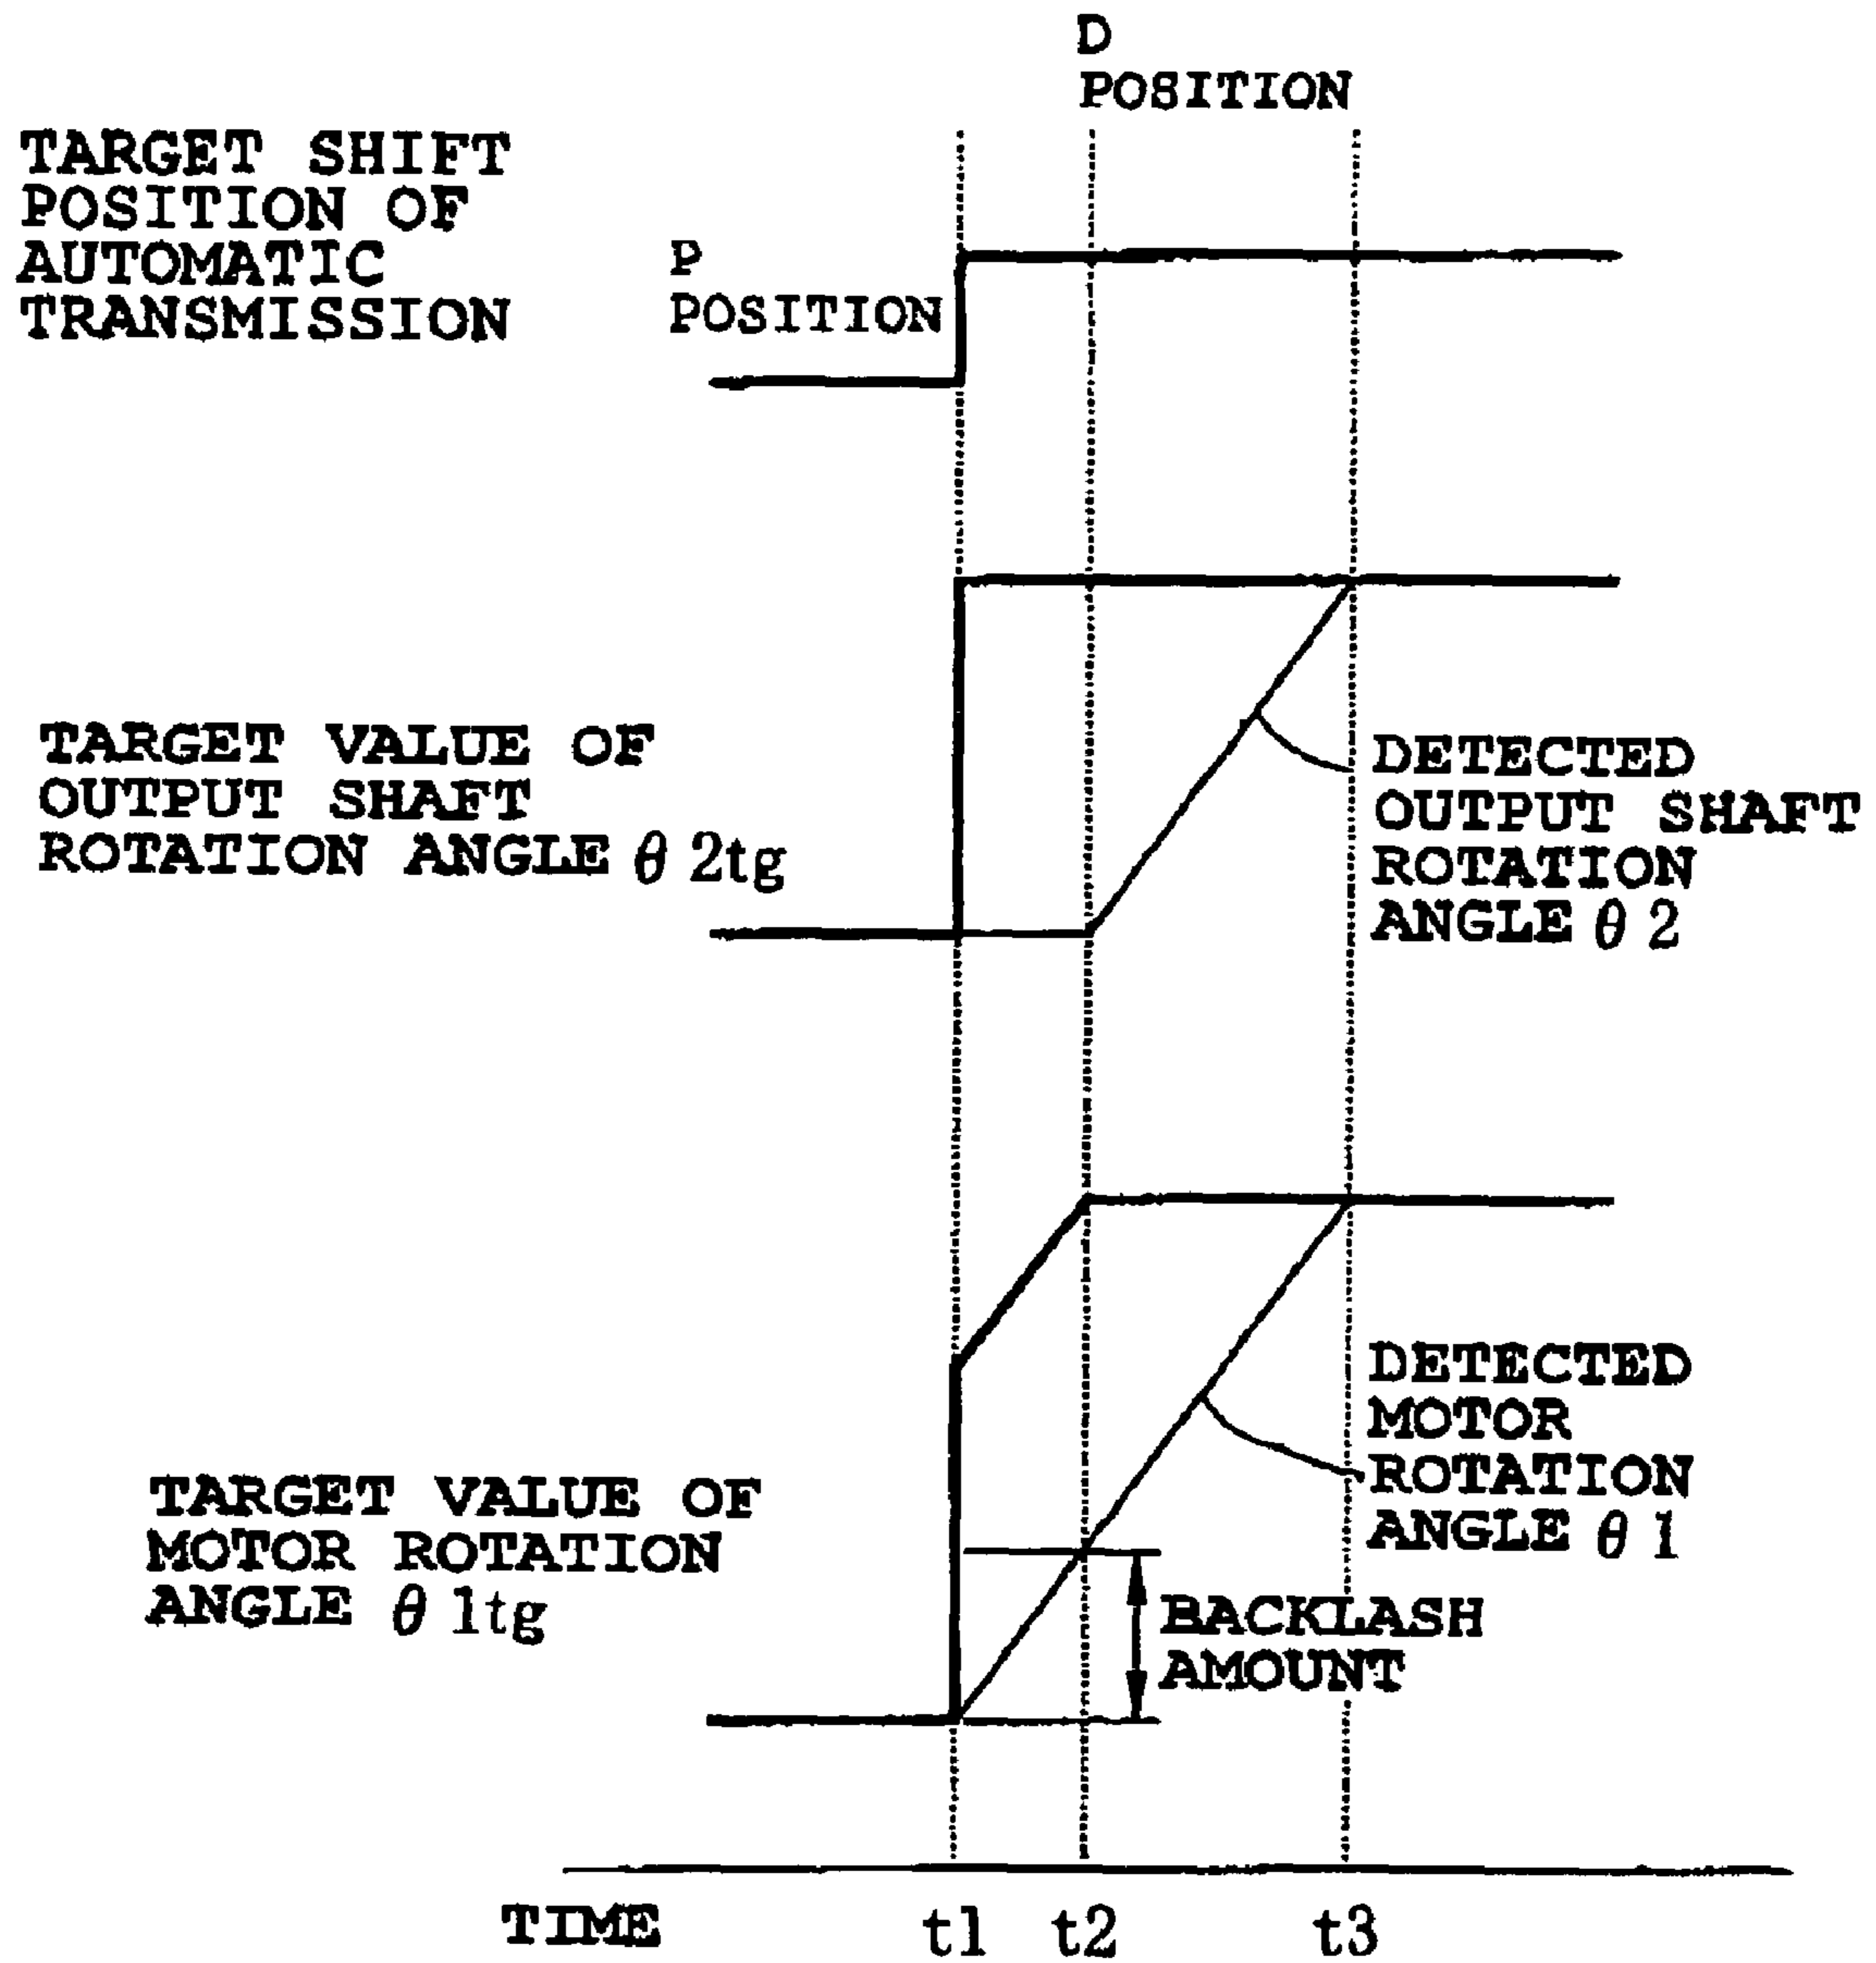 D
POSITION
TARGET SHIFT
POSITION OF
AUTOMATIC
TRANSMISSION
P
POSITION
TARGET VALUE OF
OUTPUT SHAFT
ROTATION ANGLE θ 2tg
DETECTED
OUTPUT SHAFT
ROTATION
ANGLE θ 2
DETECTED
MOTOR
ROTATION
ANGLE θ 1
TARGET VALUE OF
MOTOR ROTATION
ANGLE θ 1tg
BACKLASH
AMOUNT
TIME t1 t2 t3